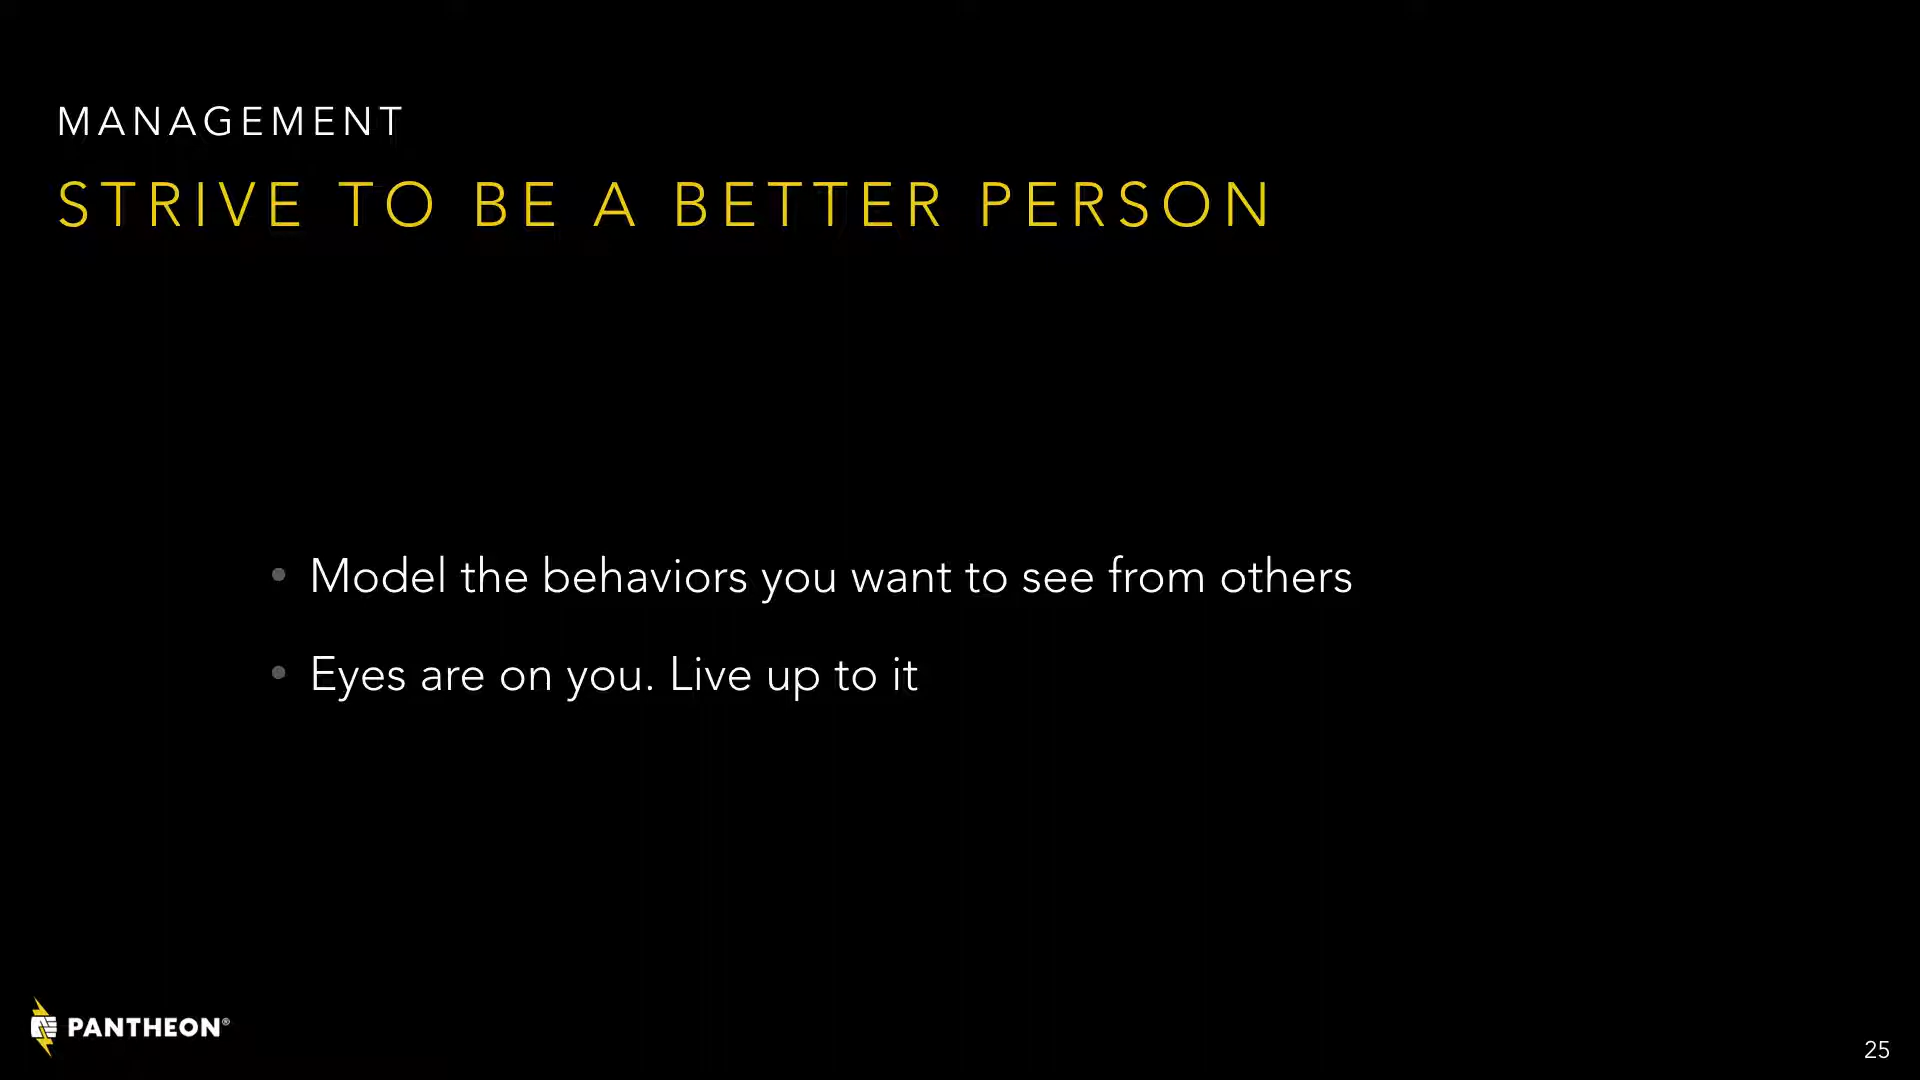 MANAGEMENT
STRIVE TO BE A BETTER PERSON
• Model the behaviors you want to see from others
• Eyes are on you. Live up to it
PANTHEON®
25